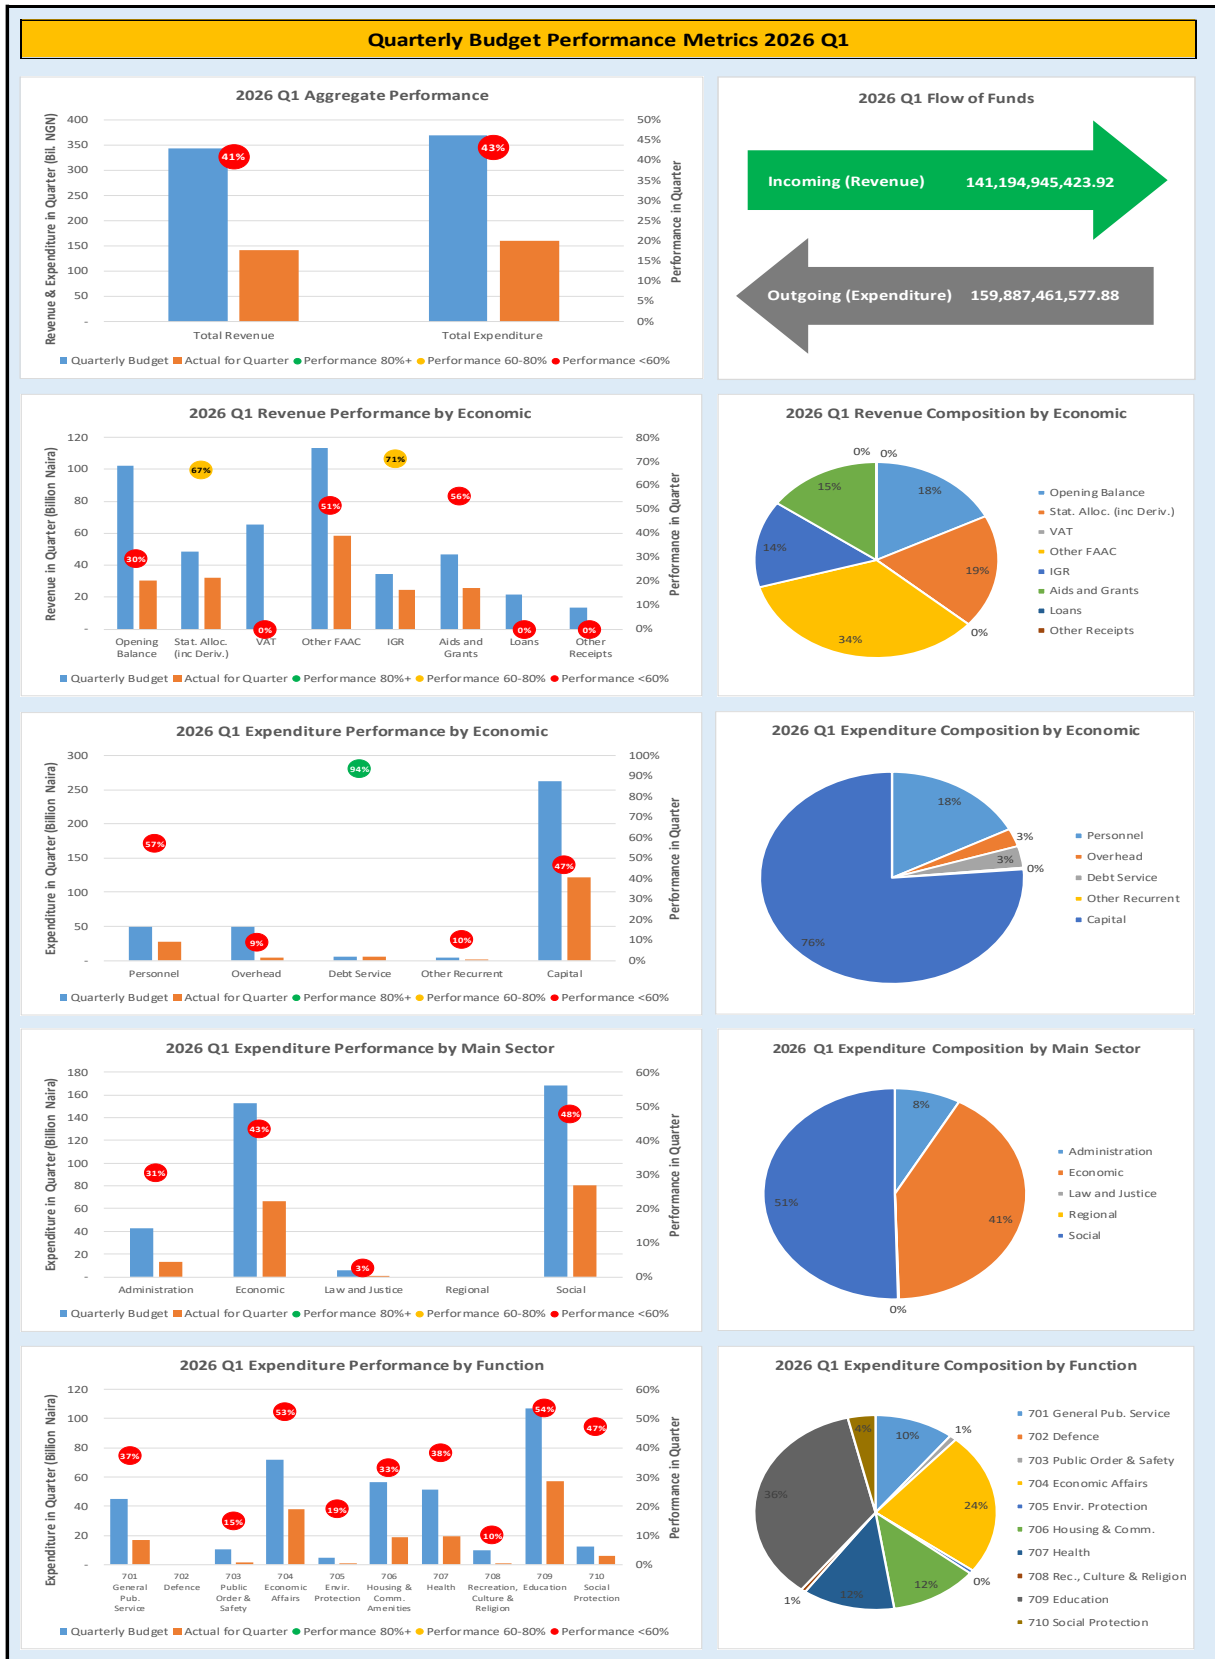 Quarterly Budget Performance Metrics 2026 Q1
2026 Q1 Aggregate Performance
Revenue & Expenditure in Quarter (Bil. NGN)
400
350
300
250
200
150
100
50
-
50%
45%
40%
35%
30%
25%
20%
15%
10%
5%
0%
Performance in Quarter
41%
43%
Total Revenue
Total Expenditure
Quarterly Budget Actual for Quarter Performance 80%+ Performance 60-80% Performance <60%
2026 Q1 Flow of Funds
Incoming (Revenue) 141,194,945,423.92
Outgoing (Expenditure) 159,887,461,577.88
2026 Q1 Revenue Performance by Economic
Revenue in Quarter (Billion Naira)
120
100
80
60
40
20
-
80%
70%
60%
50%
40%
30%
20%
10%
0%
Performance in Quarter
30%
67%
0%
51%
71%
56%
0%
0%
Opening Balance
Stat. Alloc. (inc Deriv.)
VAT
Other FAAC
IGR
Aids and Grants
Loans
Other Receipts
Quarterly Budget Actual for Quarter Performance 80%+ Performance 60-80% Performance <60%
2026 Q1 Revenue Composition by Economic
0% 0%
18%
19%
0%
34%
14%
15%
Opening Balance
Stat. Alloc. (inc Deriv.)
VAT
Other FAAC
IGR
Aids and Grants
Loans
Other Receipts
2026 Q1 Expenditure Performance by Economic
Expenditure in Quarter (Billion Naira)
300
250
200
150
100
50
-
100%
90%
80%
70%
60%
50%
40%
30%
20%
10%
0%
Performance in Quarter
57%
9%
94%
10%
47%
Personnel
Overhead
Debt Service
Other Recurrent
Capital
Quarterly Budget Actual for Quarter Performance 80%+ Performance 60-80% Performance <60%
2026 Q1 Expenditure Composition by Economic
18%
3%
3%
0%
76%
Personnel
Overhead
Debt Service
Other Recurrent
Capital
2026 Q1 Expenditure Performance by Main Sector
Expenditure in Quarter (Billion Naira)
180
160
140
120
100
80
60
40
20
-
60%
50%
40%
30%
20%
10%
0%
Performance in Quarter
31%
43%
3%
48%
Administration
Economic
Law and Justice
Regional
Social
Quarterly Budget Actual for Quarter Performance 80%+ Performance 60-80% Performance <60%
2026 Q1 Expenditure Composition by Main Sector
8%
41%
0%
51%
Administration
Economic
Law and Justice
Regional
Social
2026 Q1 Expenditure Performance by Function
Expenditure in Quarter (Billion Naira)
120
100
80
60
40
20
-
60%
50%
40%
30%
20%
10%
0%
Performance in Quarter
37%
15%
53%
19%
33%
38%
10%
54%
47%
701 General Pub. Service
702 Defence
703 Public Order & Safety
704 Economic Affairs
705 Envir. Protection
706 Housing & Comm. Amenities
707 Health
708 Recreation, Culture & Religion
709 Education
710 Social Protection
Quarterly Budget Actual for Quarter Performance 80%+ Performance 60-80% Performance <60%
2026 Q1 Expenditure Composition by Function
10%
1%
24%
0%
12%
12%
1%
36%
4%
701 General Pub. Service
702 Defence
703 Public Order & Safety
704 Economic Affairs
705 Envir. Protection
706 Housing & Comm.
707 Health
708 Rec., Culture & Religion
709 Education
710 Social Protection